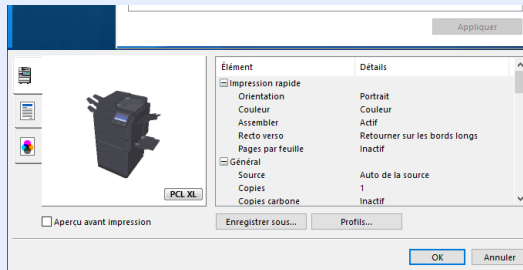 Appliquer
Élément Détails
Impression rapide
Orientation Portrait
Couleur Couleur
Assembler Actif
Recto verso Retourner sur les bords longs
Pages par feuille Inactif
Général
Source Auto de la source
Copies 1
Copies carbone Inactif
PCL XL
Aperçu avant impression Enregistrer sous... Profils...
OK Annuler